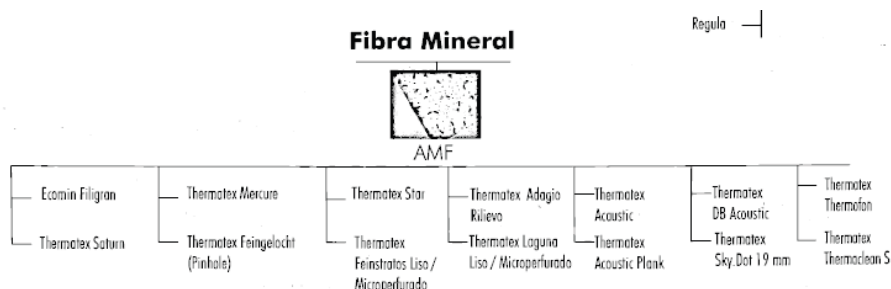 Regula
Fibra Mineral
AMF
Ecomin Filigran
Thermatex Saturn
Thermatex Mercure
Thermatex Feingelocht
(Pinhole)
Thermatex Star
Thermatex
Feinstratos Liso /
Microperfurado
Thermatex Adagio
Rilievo
Thermatex Laguna
Liso / Microperfurado
Thermatex
Acoustic
Thermatex
Acoustic Plank
Thermatex
DB Acoustic
Thermatex
Sky.Dot 19 mm
Thermatex
Thermofon
Thermatex
Thermaclean S